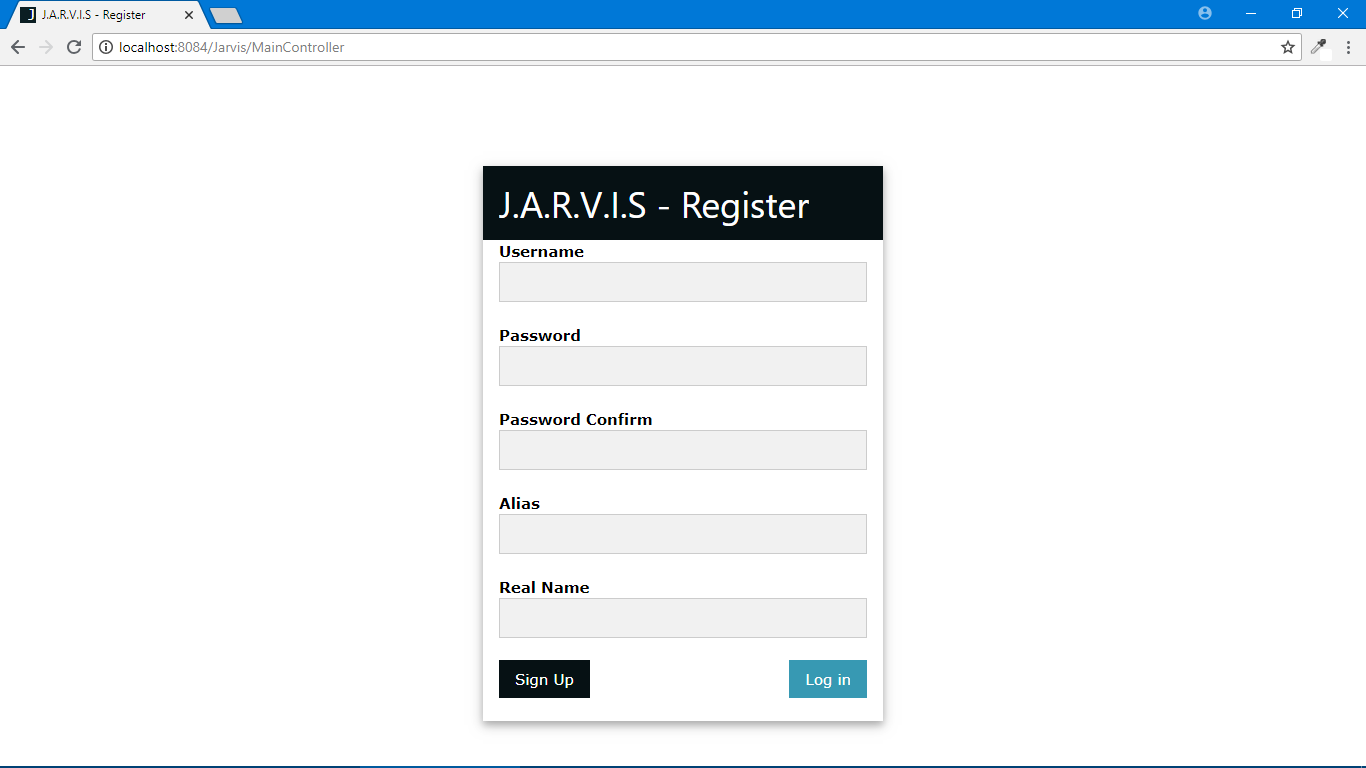 J.A.R.V.I.S - Register
localhost:8084/Jarvis/MainController
J.A.R.V.I.S - Register
Username
Password
Password Confirm
Alias
Real Name
Sign Up
Log in